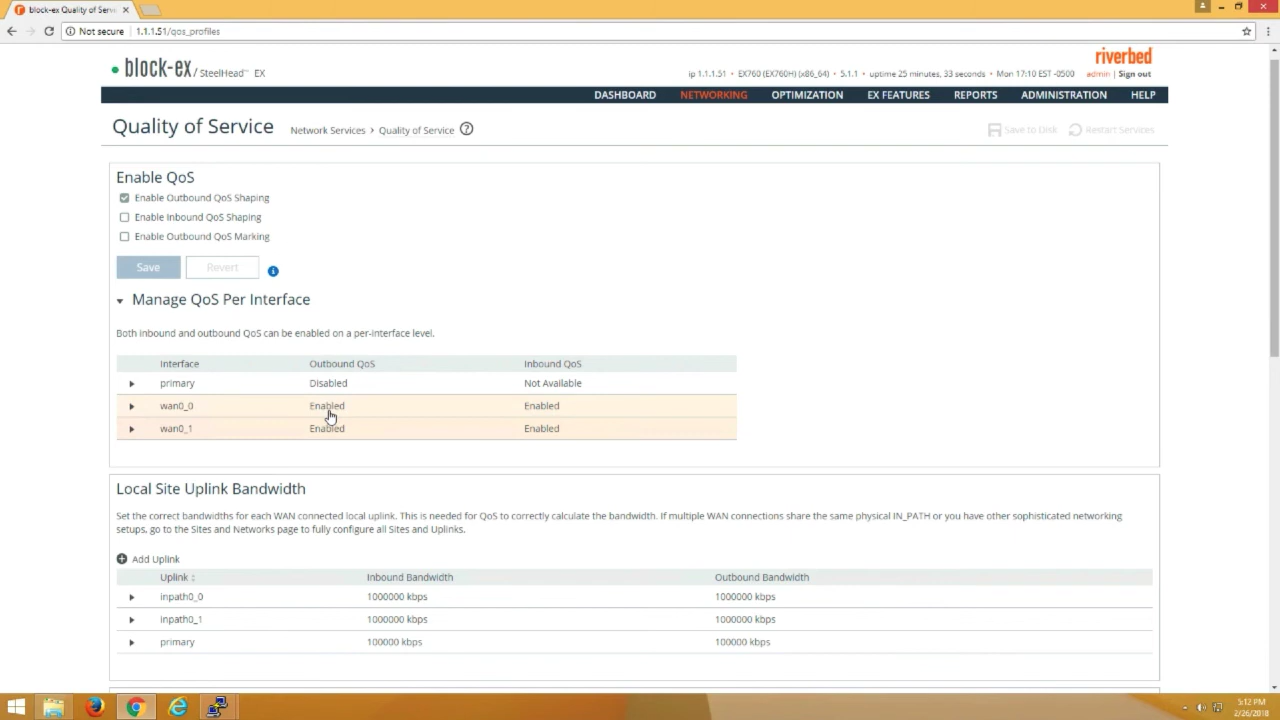 block-ex Quality of Serv
Not secure 1.1.1.51/qos_profiles
riverbed
block-ex / SteelHead™ EX
ip 1.1.1.51 • EX760 (EX760H) (x86_64) • 5.1.1 • uptime 25 minutes, 33 seconds • Mon 17:10 EST -0500 admin | Sign out
DASHBOARD NETWORKING OPTIMIZATION EX FEATURES REPORTS ADMINISTRATION HELP
Quality of Service Network Services > Quality of Service ?
Save to Disk Restart Services
Enable QoS
Enable Outbound QoS Shaping
Enable Inbound QoS Shaping
Enable Outbound QoS Marking
Save Revert i
Manage QoS Per Interface
Both inbound and outbound QoS can be enabled on a per-interface level.
Interface Outbound QoS Inbound QoS
primary Disabled Not Available
wan0_0 Enabled Enabled
wan0_1 Enabled Enabled
Local Site Uplink Bandwidth
Set the correct bandwidths for each WAN connected local uplink. This is needed for QoS to correctly calculate the bandwidth. If multiple WAN connections share the same physical IN_PATH or you have other sophisticated networking
setups, go to the Sites and Networks page to fully configure all Sites and Uplinks.
Add Uplink
Uplink : Inbound Bandwidth Outbound Bandwidth
inpath0_0 1000000 kbps 1000000 kbps
inpath0_1 1000000 kbps 1000000 kbps
primary 100000 kbps 100000 kbps
5:12 PM
2/26/2018